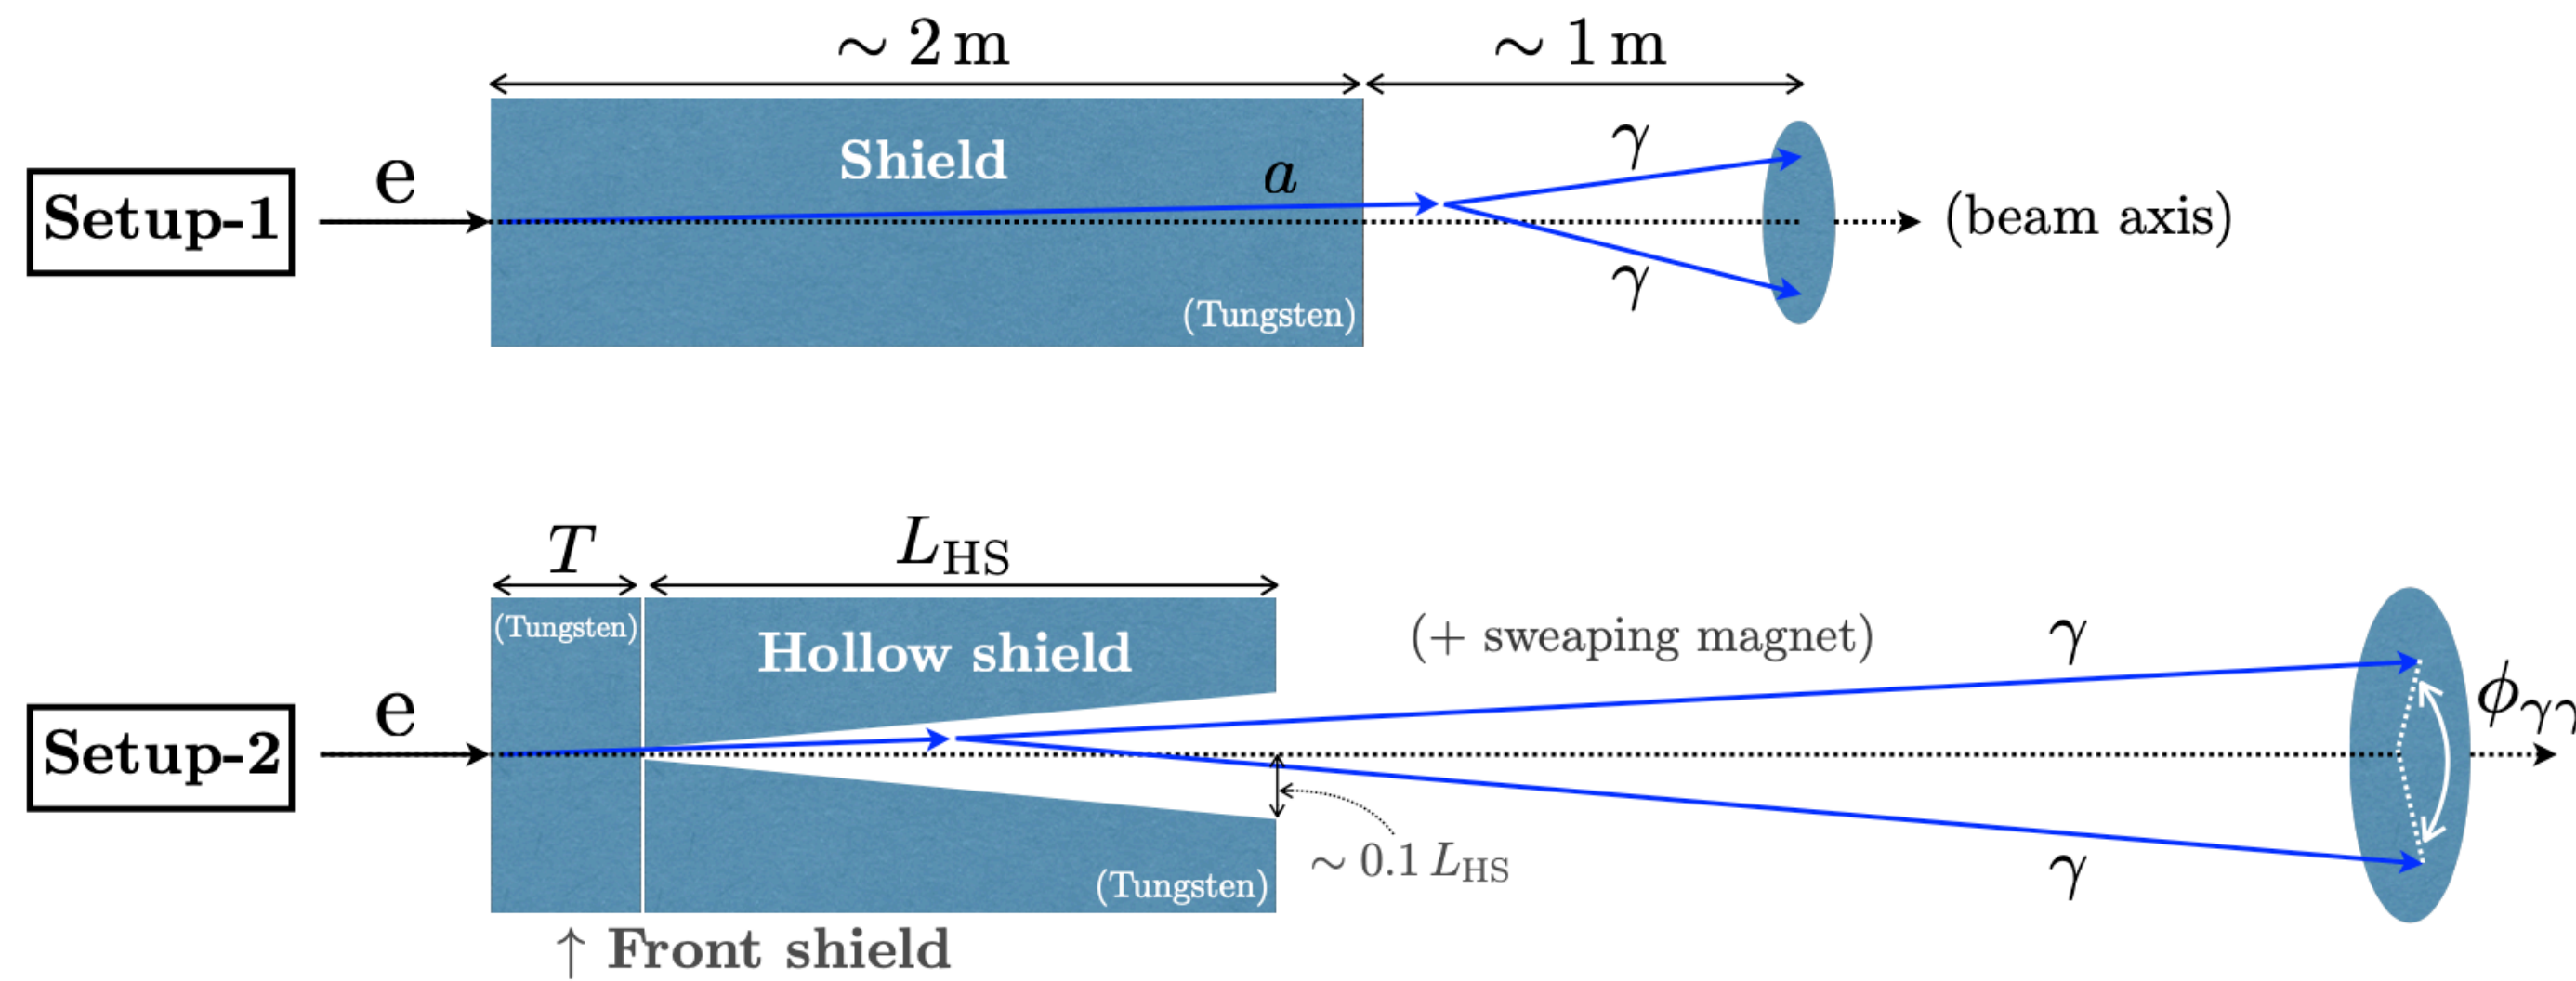 ∼ 2 m
∼ 1 m
Setup-1
e
Shield
a
(Tungsten)
γ
γ
(beam axis)
T
L_HS
(Tungsten)
Hollow shield
(+ sweaping magnet)
γ
ϕ_γγ
Setup-2
e
∼ 0.1 L_HS
(Tungsten)
γ
↑ Front shield